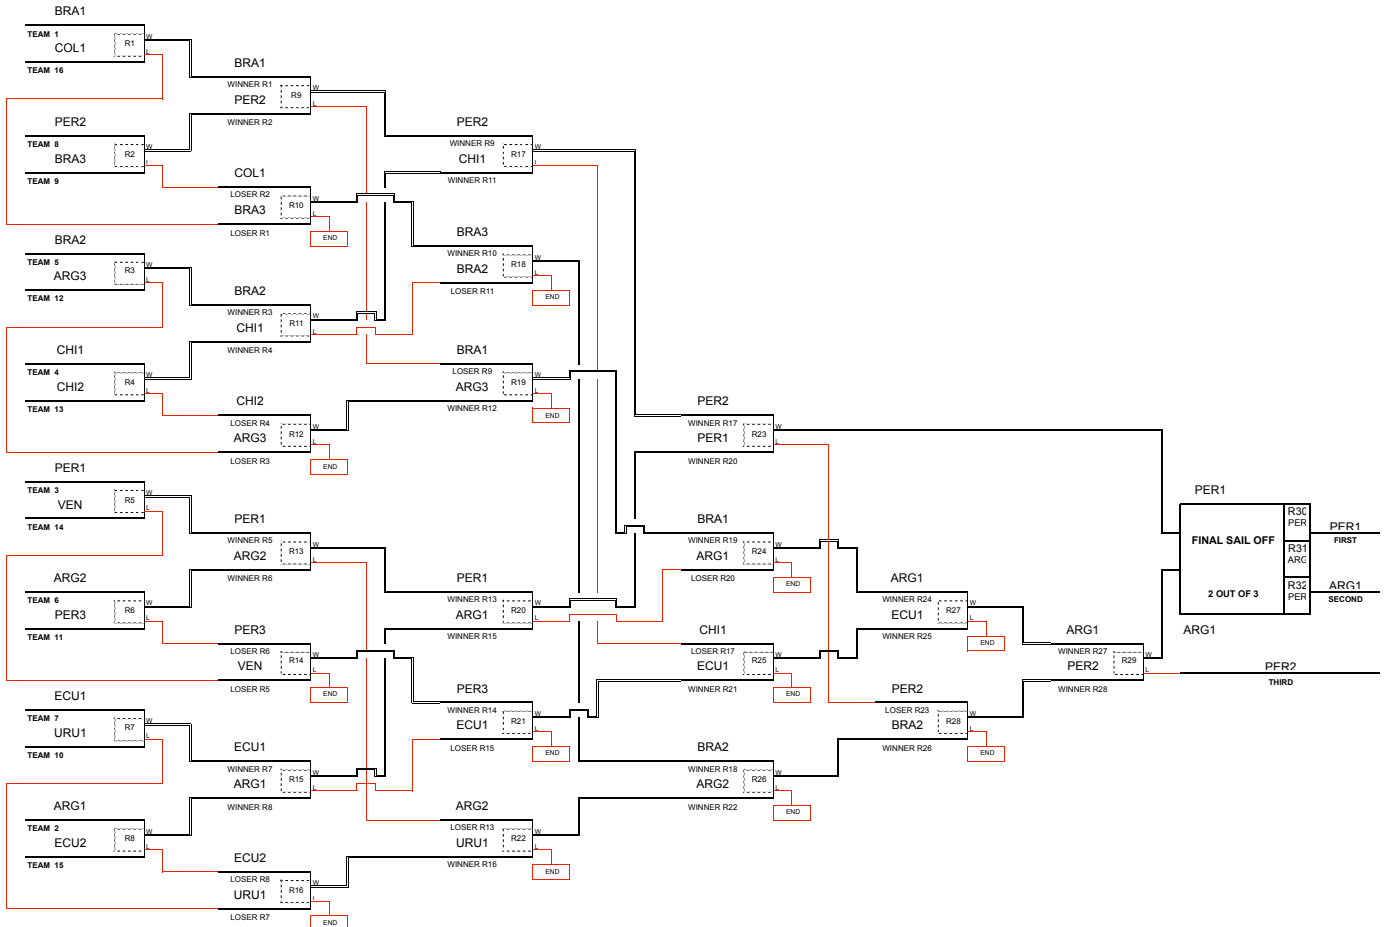 BRA1
TEAM 1
COL1
R1
W
L
TEAM 16
BRA1
WINNER R1
PER2
R9
W
L
WINNER R2
PER2
TEAM 8
BRA3
R2
W
L
TEAM 9
PER2
WINNER R9
CHI1
R17
W
L
WINNER R11
COL1
LOSER R2
BRA3
R10
W
L
LOSER R1
END
BRA2
TEAM 5
ARG3
R3
W
L
TEAM 12
BRA3
WINNER R10
BRA2
R18
W
L
LOSER R11
END
BRA2
WINNER R3
CHI1
R11
W
L
WINNER R4
CHI1
TEAM 4
CHI2
R4
W
L
TEAM 13
BRA1
LOSER R9
ARG3
R19
W
L
WINNER R12
END
CHI2
LOSER R4
ARG3
R12
W
L
LOSER R3
END
PER2
WINNER R17
PER1
R23
W
L
WINNER R20
PER1
TEAM 3
VEN
R5
W
L
TEAM 14
PER1
WINNER R5
ARG2
R13
W
L
WINNER R6
BRA1
WINNER R19
ARG1
R24
W
L
LOSER R20
END
PER1
FINAL SAIL OFF
2 OUT OF 3
R30
PER
R31
ARG
R32
PER
PER1
FIRST
ARG1
SECOND
ARG1
ARG2
TEAM 6
PER3
R6
W
L
TEAM 11
PER1
WINNER R13
ARG1
R20
W
L
WINNER R15
ARG1
WINNER R24
ECU1
R27
W
L
WINNER R25
END
PER3
LOSER R6
VEN
R14
W
L
LOSER R5
END
CHI1
LOSER R17
ECU1
R25
W
L
WINNER R21
END
ARG1
WINNER R27
PER2
R29
W
L
WINNER R28
PER2
THIRD
ECU1
TEAM 7
URU1
R7
W
L
TEAM 10
PER3
WINNER R14
ECU1
R21
W
L
LOSER R15
END
PER2
LOSER R23
BRA2
R28
W
L
WINNER R26
END
ECU1
WINNER R7
ARG1
R15
W
L
WINNER R8
BRA2
WINNER R18
ARG2
R26
W
L
WINNER R22
END
ARG1
TEAM 2
ECU2
R8
W
L
TEAM 15
ARG2
LOSER R13
URU1
R22
W
L
WINNER R16
END
ECU2
LOSER R8
URU1
R16
W
L
LOSER R7
END